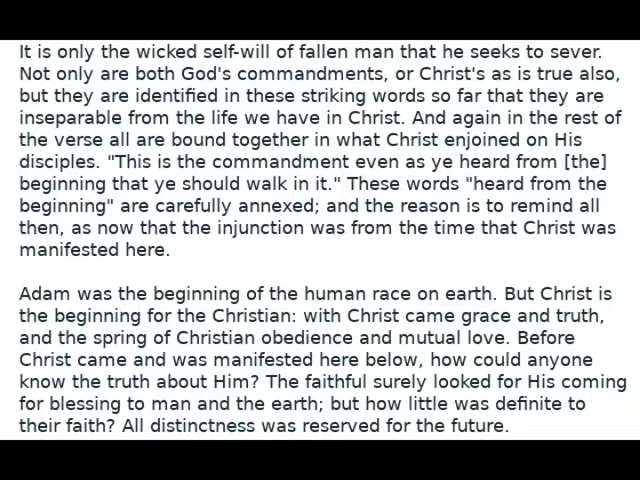 It is only the wicked self-will of fallen man that he seeks to sever.
Not only are both God's commandments, or Christ's as is true also,
but they are identified in these striking words so far that they are
inseparable from the life we have in Christ. And again in the rest of
the verse all are bound together in what Christ enjoined on His
disciples. "This is the commandment even as ye heard from [the]
beginning that ye should walk in it." These words "heard from the
beginning" are carefully annexed; and the reason is to remind all
then, as now that the injunction was from the time that Christ was
manifested here.

Adam was the beginning of the human race on earth. But Christ is
the beginning for the Christian: with Christ came grace and truth,
and the spring of Christian obedience and mutual love. Before
Christ came and was manifested here below, how could anyone
know the truth about Him? The faithful surely looked for His coming
for blessing to man and the earth; but how little was definite to
their faith? All distinctness was reserved for the future.